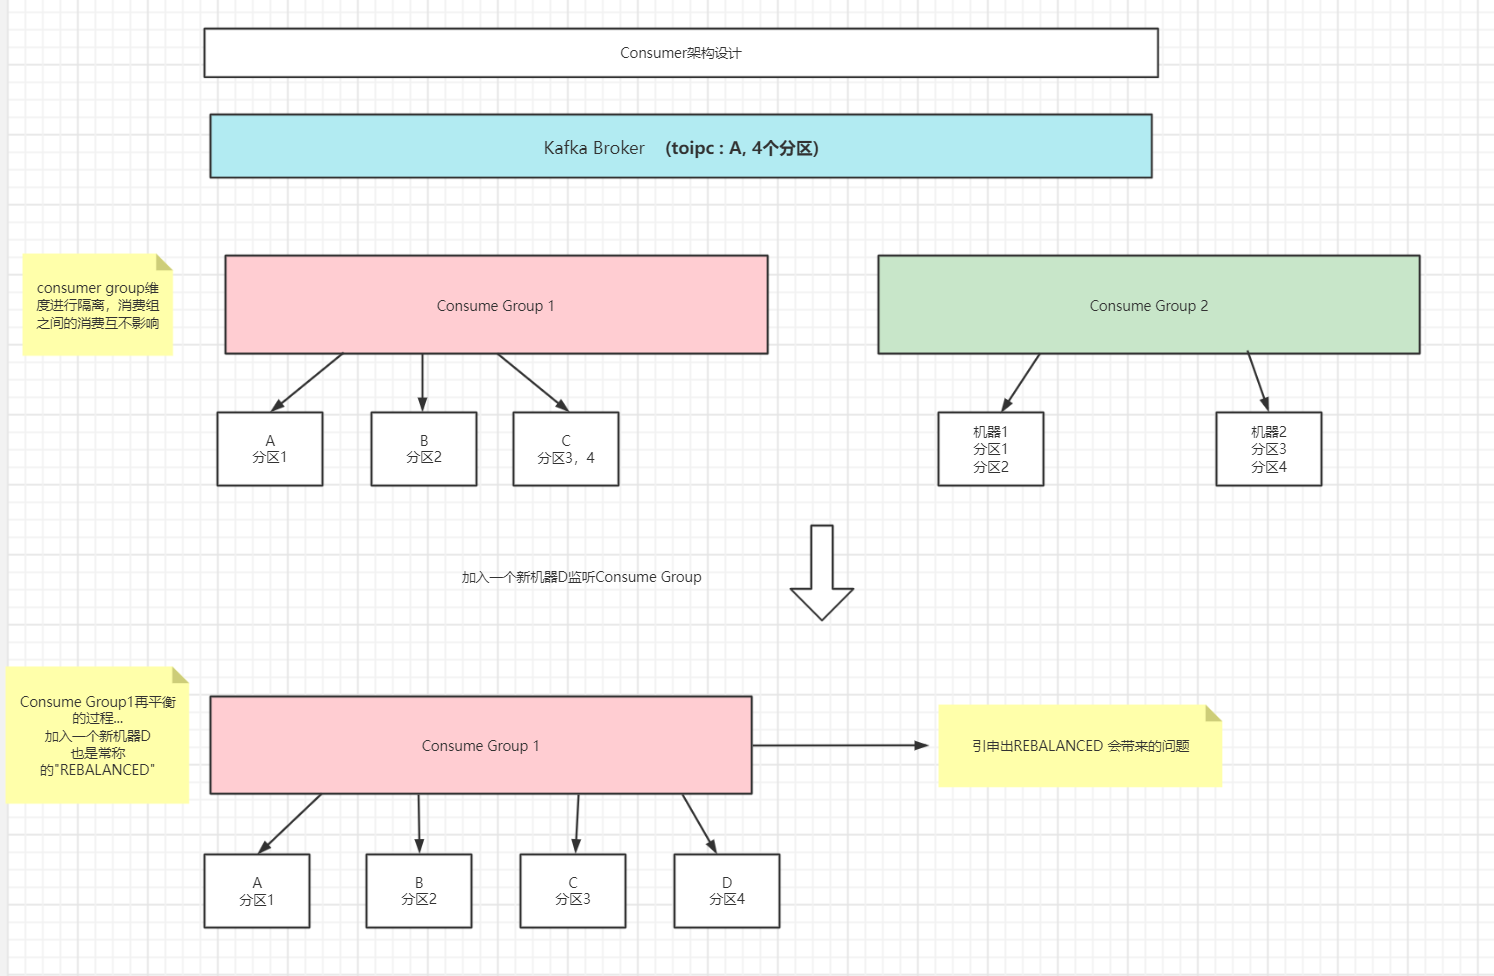 Consumer架构设计
Kafka Broker (toipc : A, 4个分区)
consumer group维
度进行隔离，消费组
之间的消费互不影响
Consume Group 1
Consume Group 2
A
分区1
B
分区2
C
分区3，4
机器1
分区1
分区2
机器2
分区3
分区4
加入一个新机器D监听Consume Group
Consume Group1再平衡
的过程...
加入一个新机器D
也是常称
的"REBALANCED"
Consume Group 1
引申出REBALANCED 会带来的问题
A
分区1
B
分区2
C
分区3
D
分区4